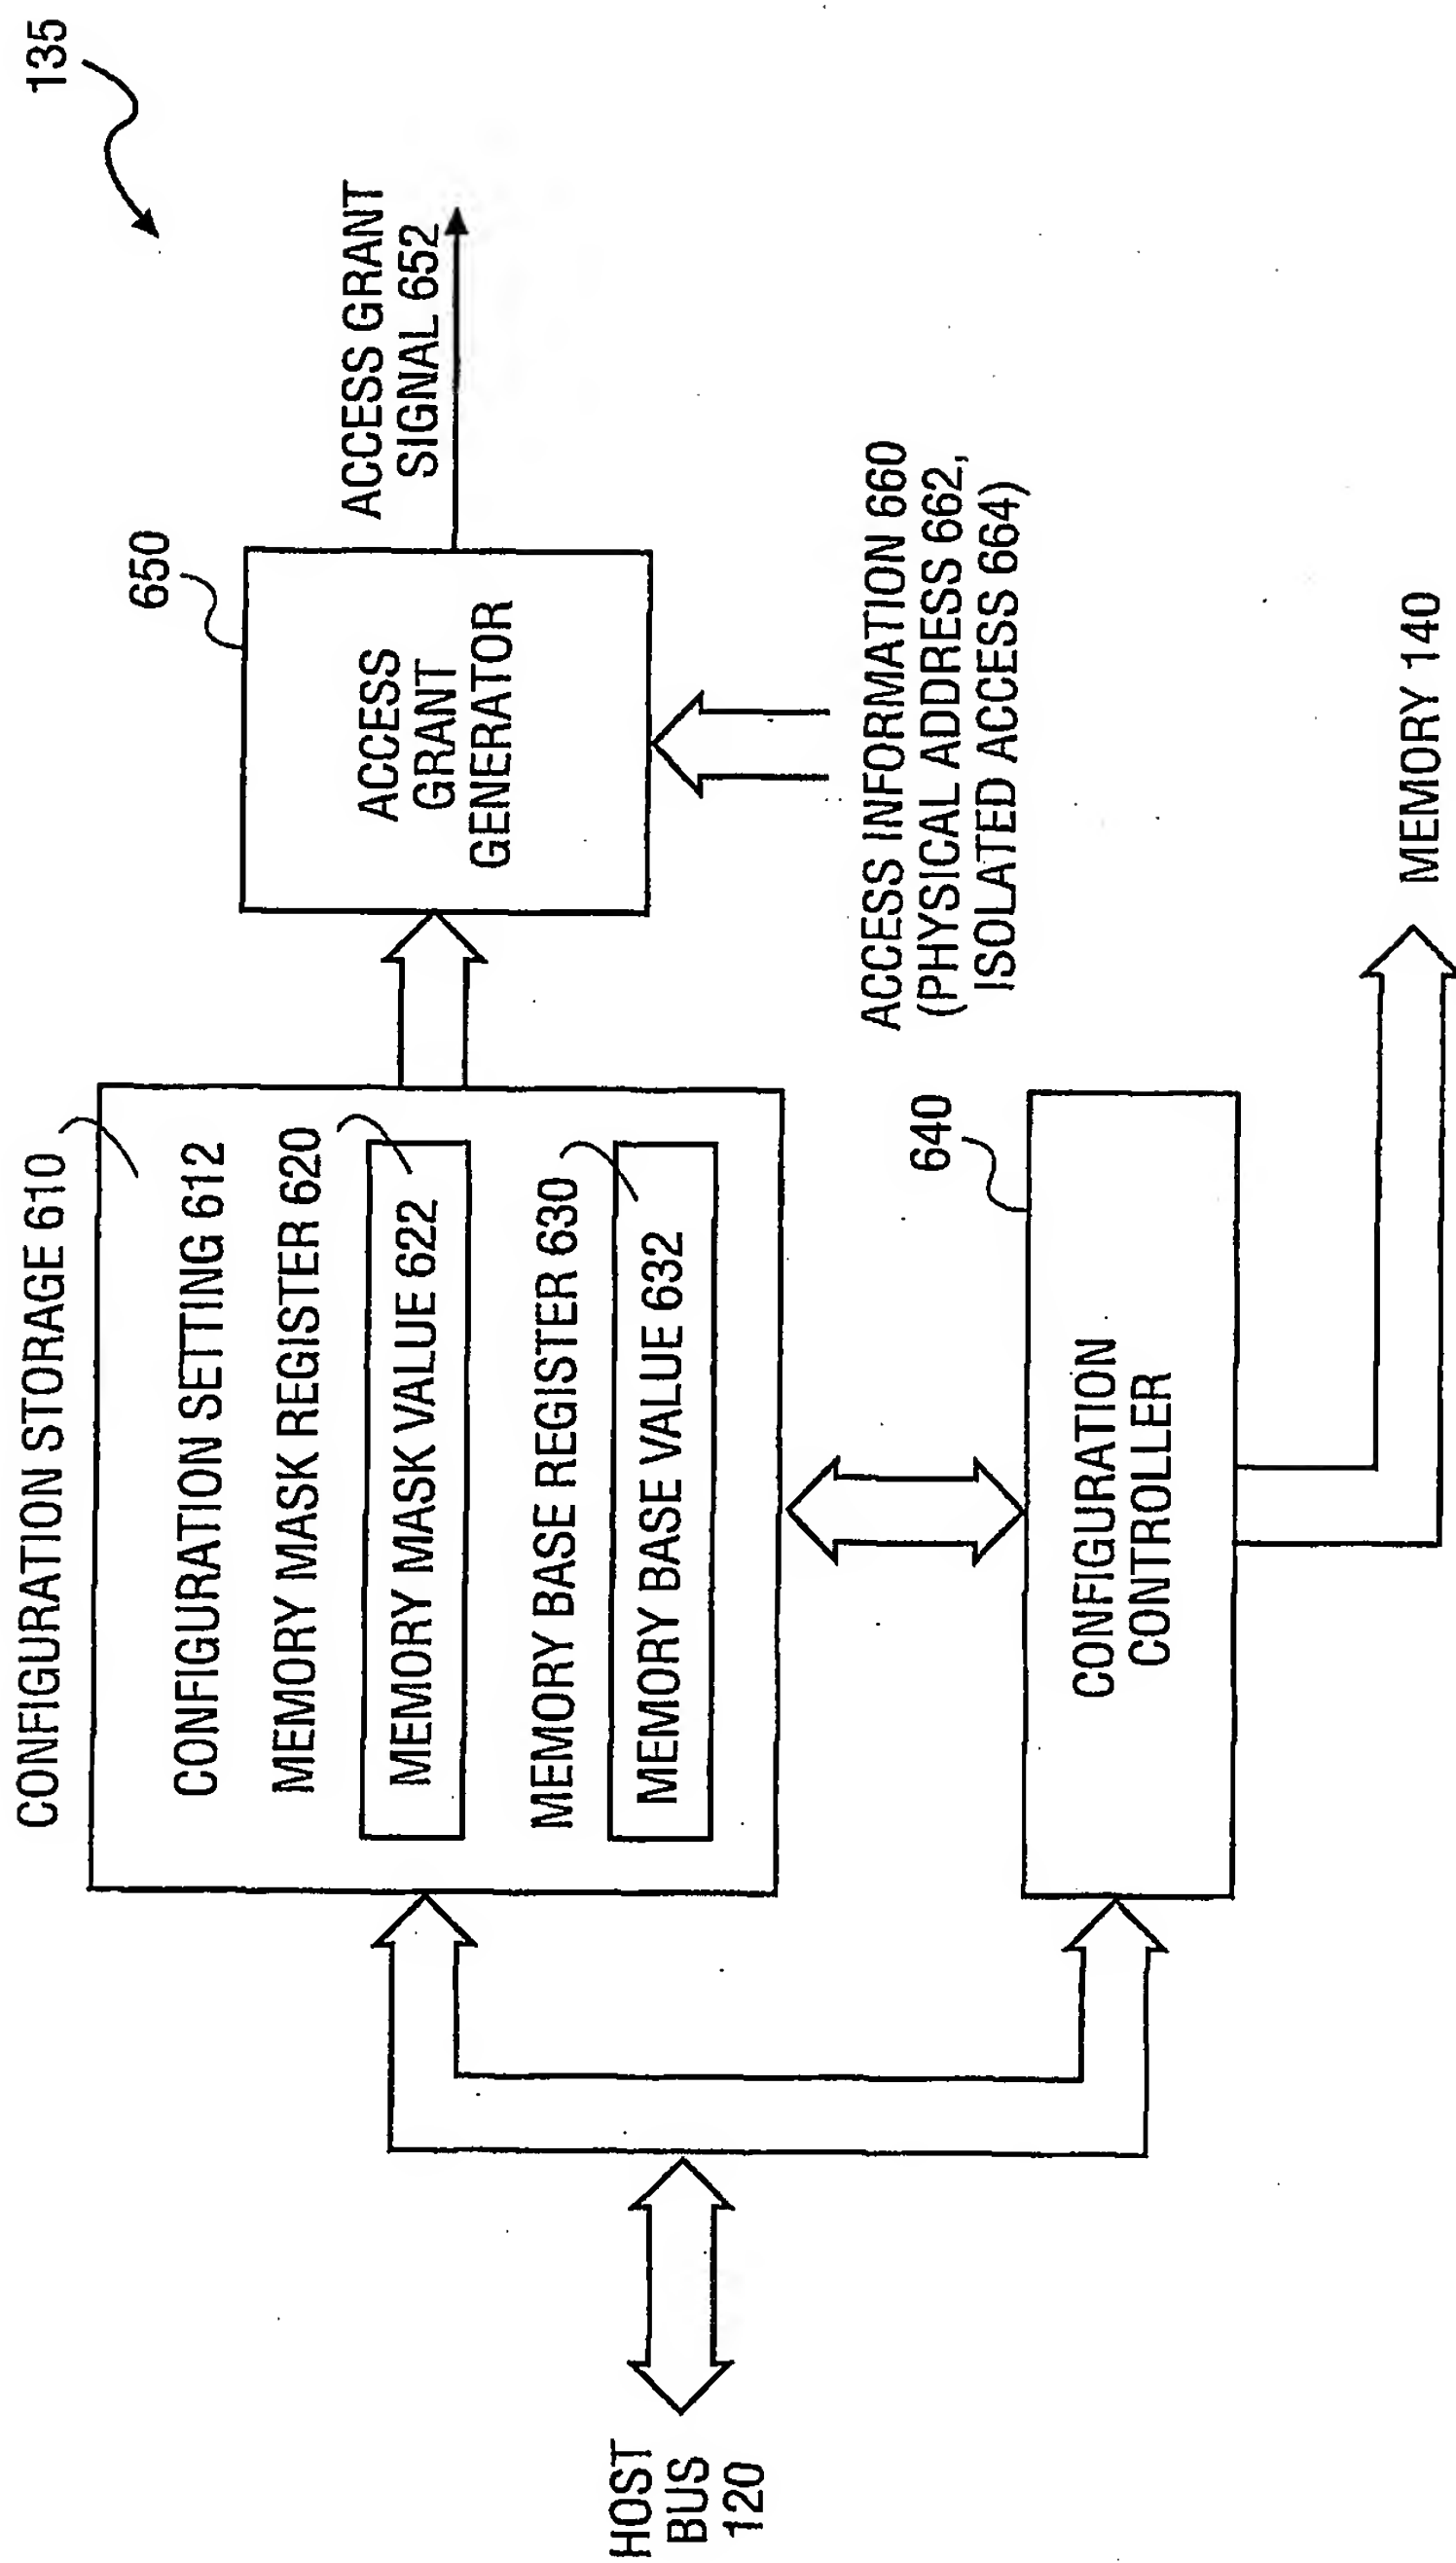 135
CONFIGURATION STORAGE 610
CONFIGURATION SETTING 612
MEMORY MASK REGISTER 620
MEMORY MASK VALUE 622
MEMORY BASE REGISTER 630
MEMORY BASE VALUE 632
650
ACCESS
GRANT
GENERATOR
ACCESS GRANT
SIGNAL 652
ACCESS INFORMATION 660
(PHYSICAL ADDRESS 662,
ISOLATED ACCESS 664)
HOST
BUS
120
640
CONFIGURATION
CONTROLLER
MEMORY 140